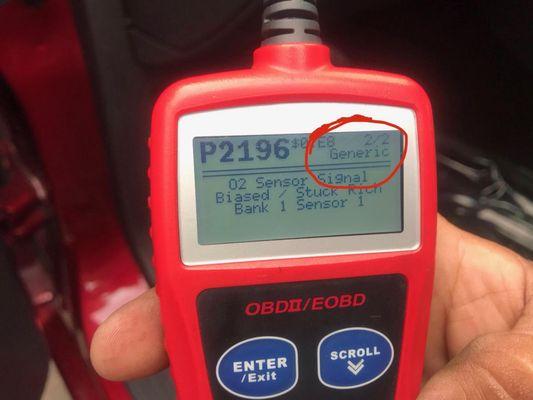 P2196 $07E8 2/2
Generic
O2 Sensor Signal
Biased / Stuck Rich
Bank 1 Sensor 1
OBDII/EOBD
ENTER
/Exit
SCROLL